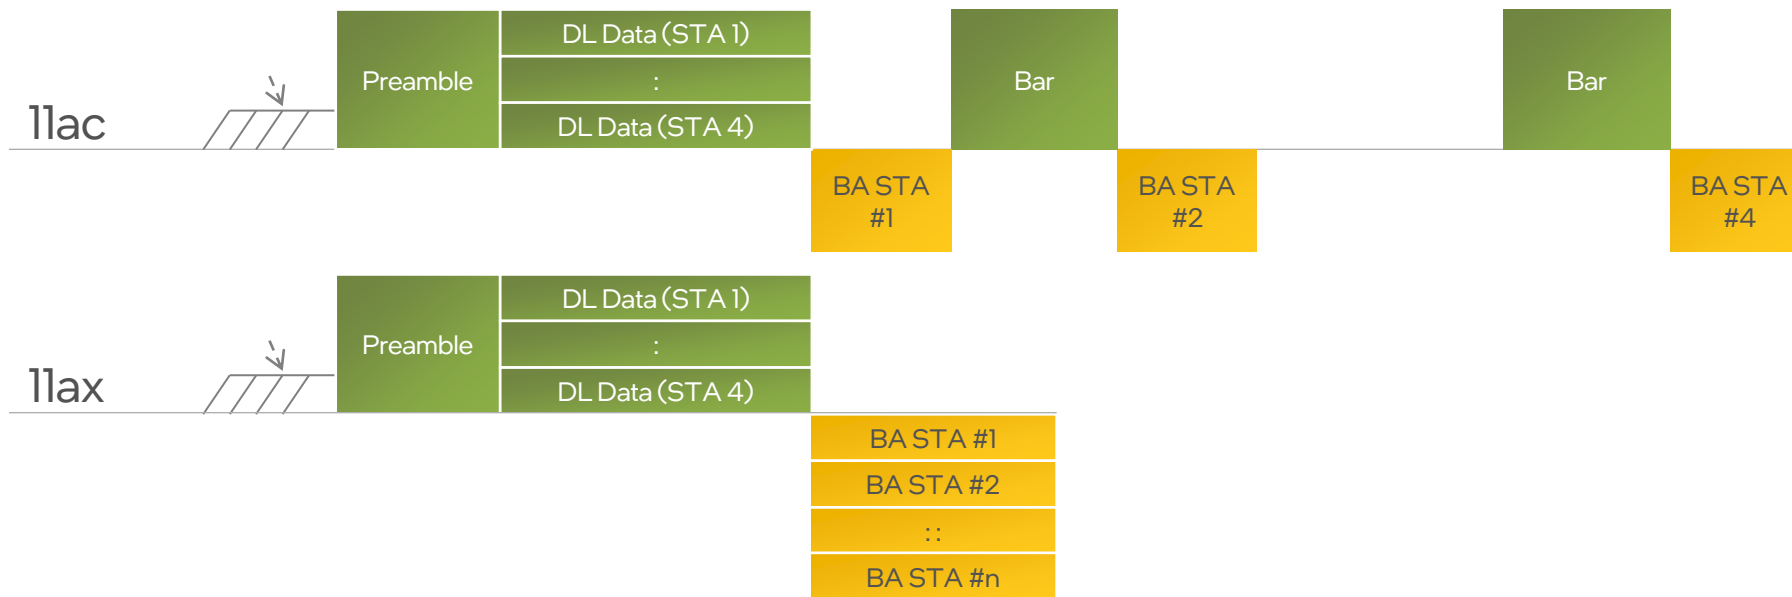 11ac
Preamble
DL Data (STA 1)
:
DL Data (STA 4)
Bar
Bar
BA STA
#1
BA STA
#2
BA STA
#4
11ax
Preamble
DL Data (STA 1)
:
DL Data (STA 4)
BA STA #1
BA STA #2
: :
BA STA #n